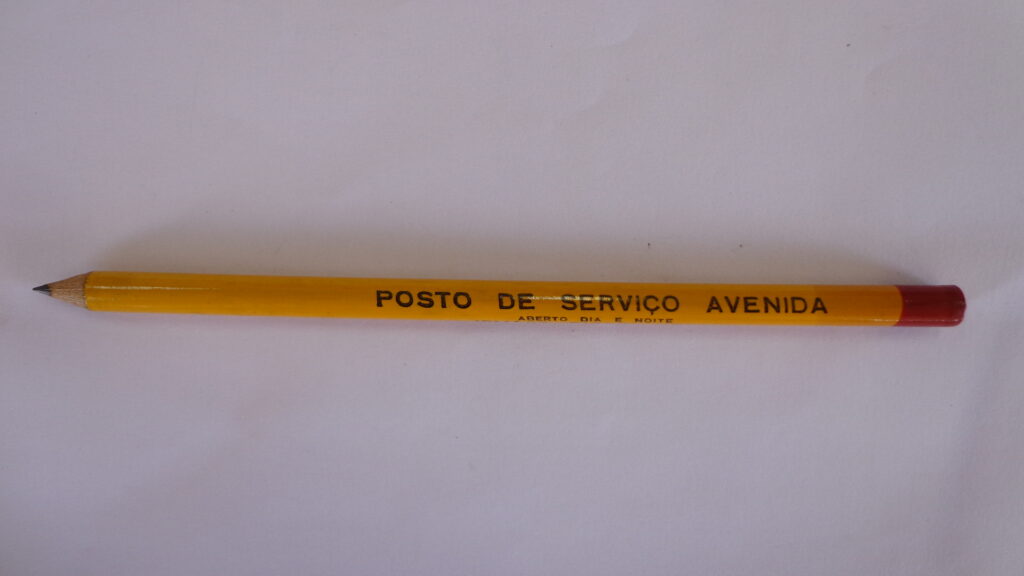 POSTO DE SERVIÇO AVENIDA
ABERTO DIA E NOITE